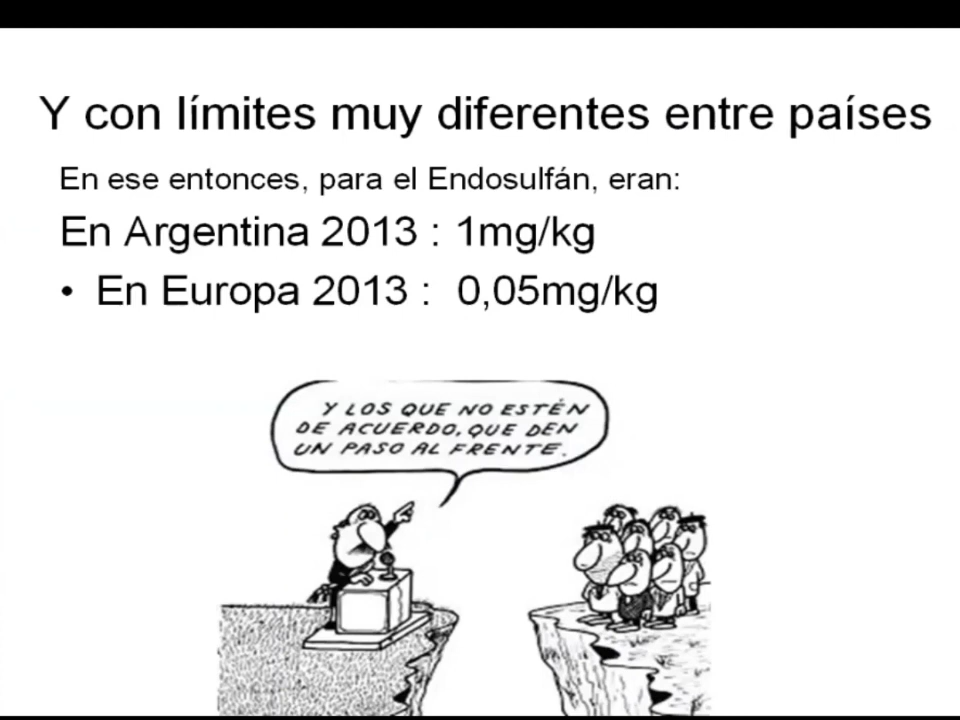 Y con límites muy diferentes entre países
En ese entonces, para el Endosulfán, eran:
En Argentina 2013 : 1mg/kg
• En Europa 2013 : 0,05mg/kg
Y LOS QUE NO ESTÉN
DE ACUERDO, QUE DEN
UN PASO AL FRENTE.